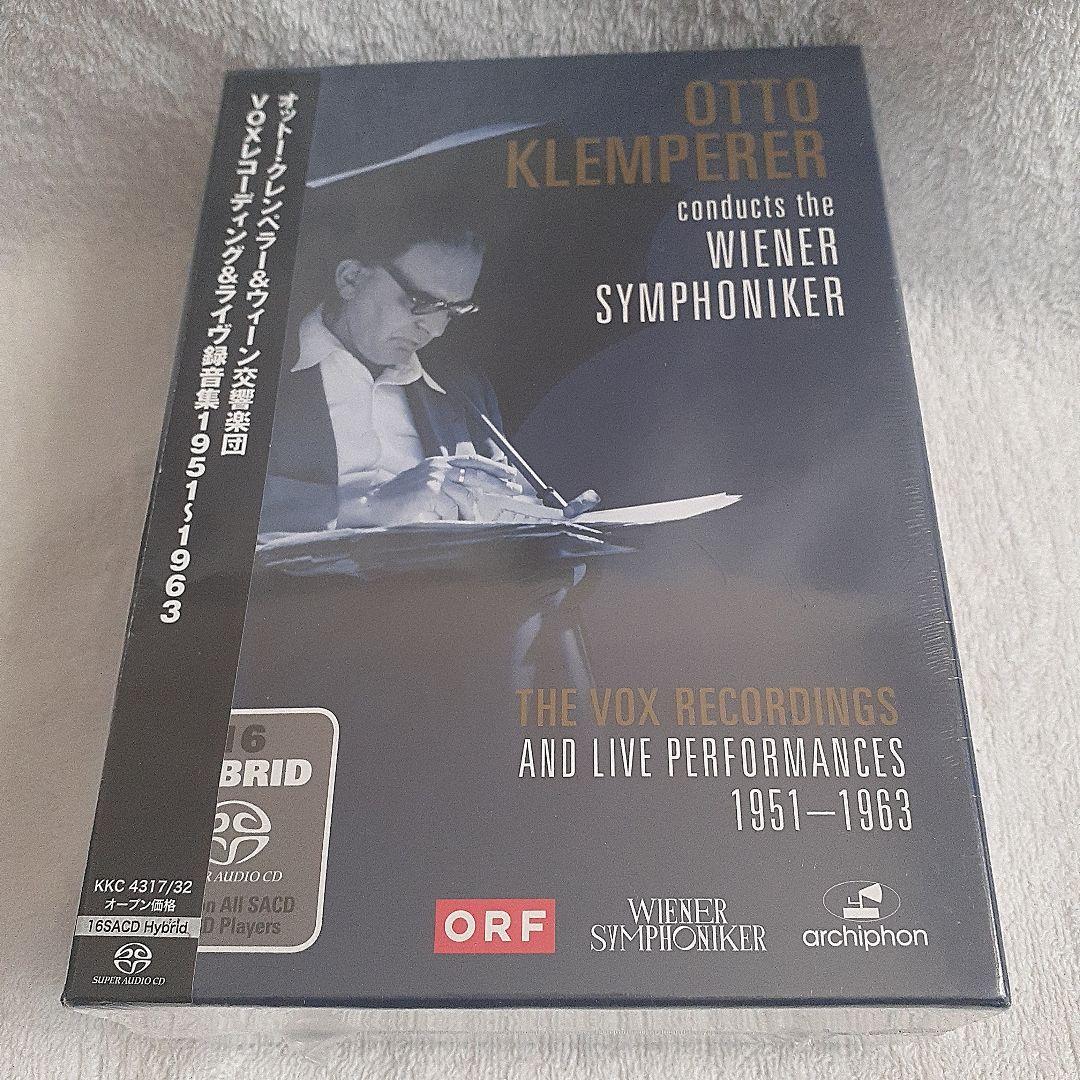 オットー・クレンペラー&ウィーン交響楽団
VOXレコーディング&ライヴ録音集1951~1963
OTTO
KLEMPERER
conducts the
WIENER
SYMPHONIKER
THE VOX RECORDINGS
AND LIVE PERFORMANCES
1951–1963
16
BRID
R AUDIO CD
n All SACD
D Players
KKC 4317/32
オープン価格
16SACD Hybrid
SUPER AUDIO CD
ORF
WIENER
SYMPHONIKER
archiphon